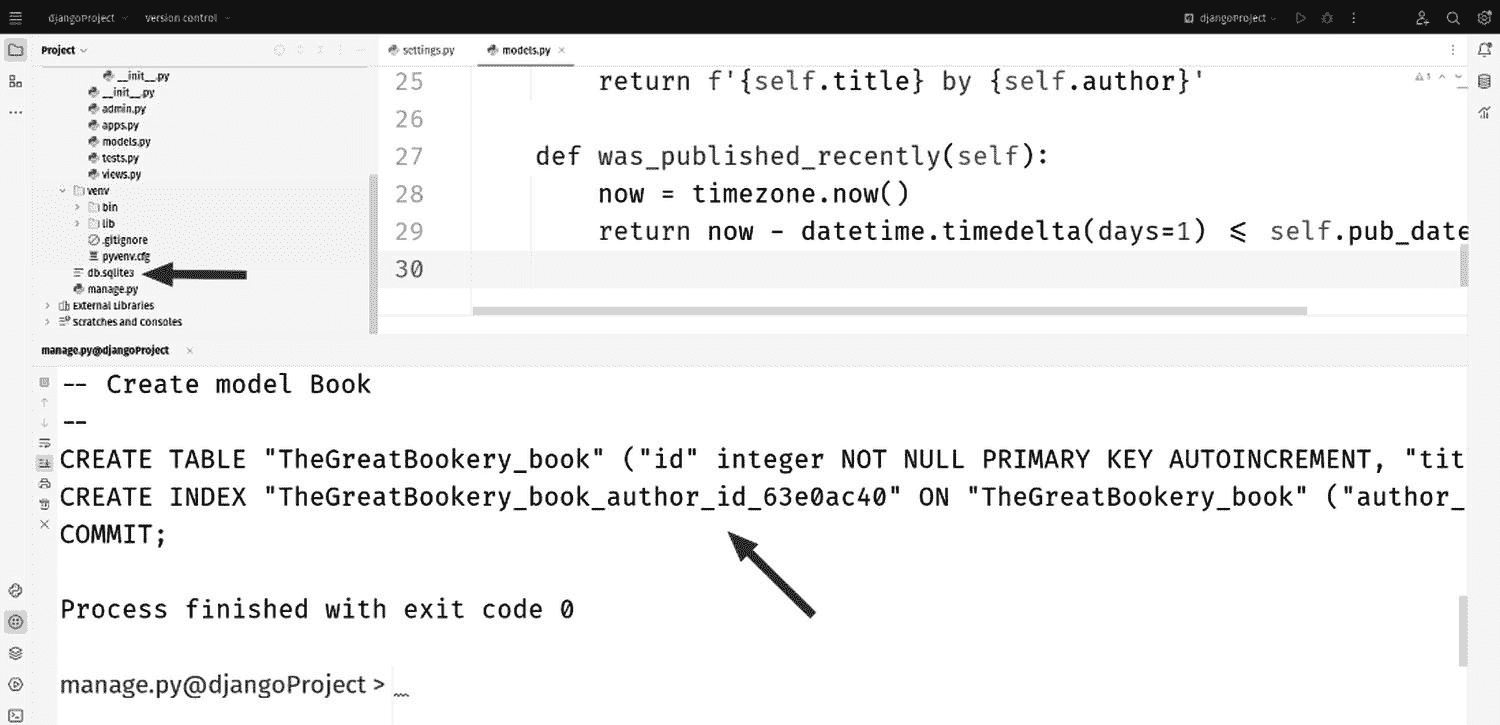 djangoProject Version control djangoProject
Project
settings.py models.py
__init__.py
__init__.py
admin.py
apps.py
models.py
tests.py
views.py
venv
bin
lib
.gitignore
pyvenv.cfg
db.sqlite3
manage.py
External Libraries
Scratches and Consoles
25 return f'{self.title} by {self.author}'
26
27 def was_published_recently(self):
28 now = timezone.now()
29 return now - datetime.timedelta(days=1) <= self.pub_date
30
1
manage.py@djangoProject
-- Create model Book
--
CREATE TABLE "TheGreatBookery_book" ("id" integer NOT NULL PRIMARY KEY AUTOINCREMENT, "tit
CREATE INDEX "TheGreatBookery_book_author_id_63e0ac40" ON "TheGreatBookery_book" ("author_
COMMIT;
Process finished with exit code 0
manage.py@djangoProject >